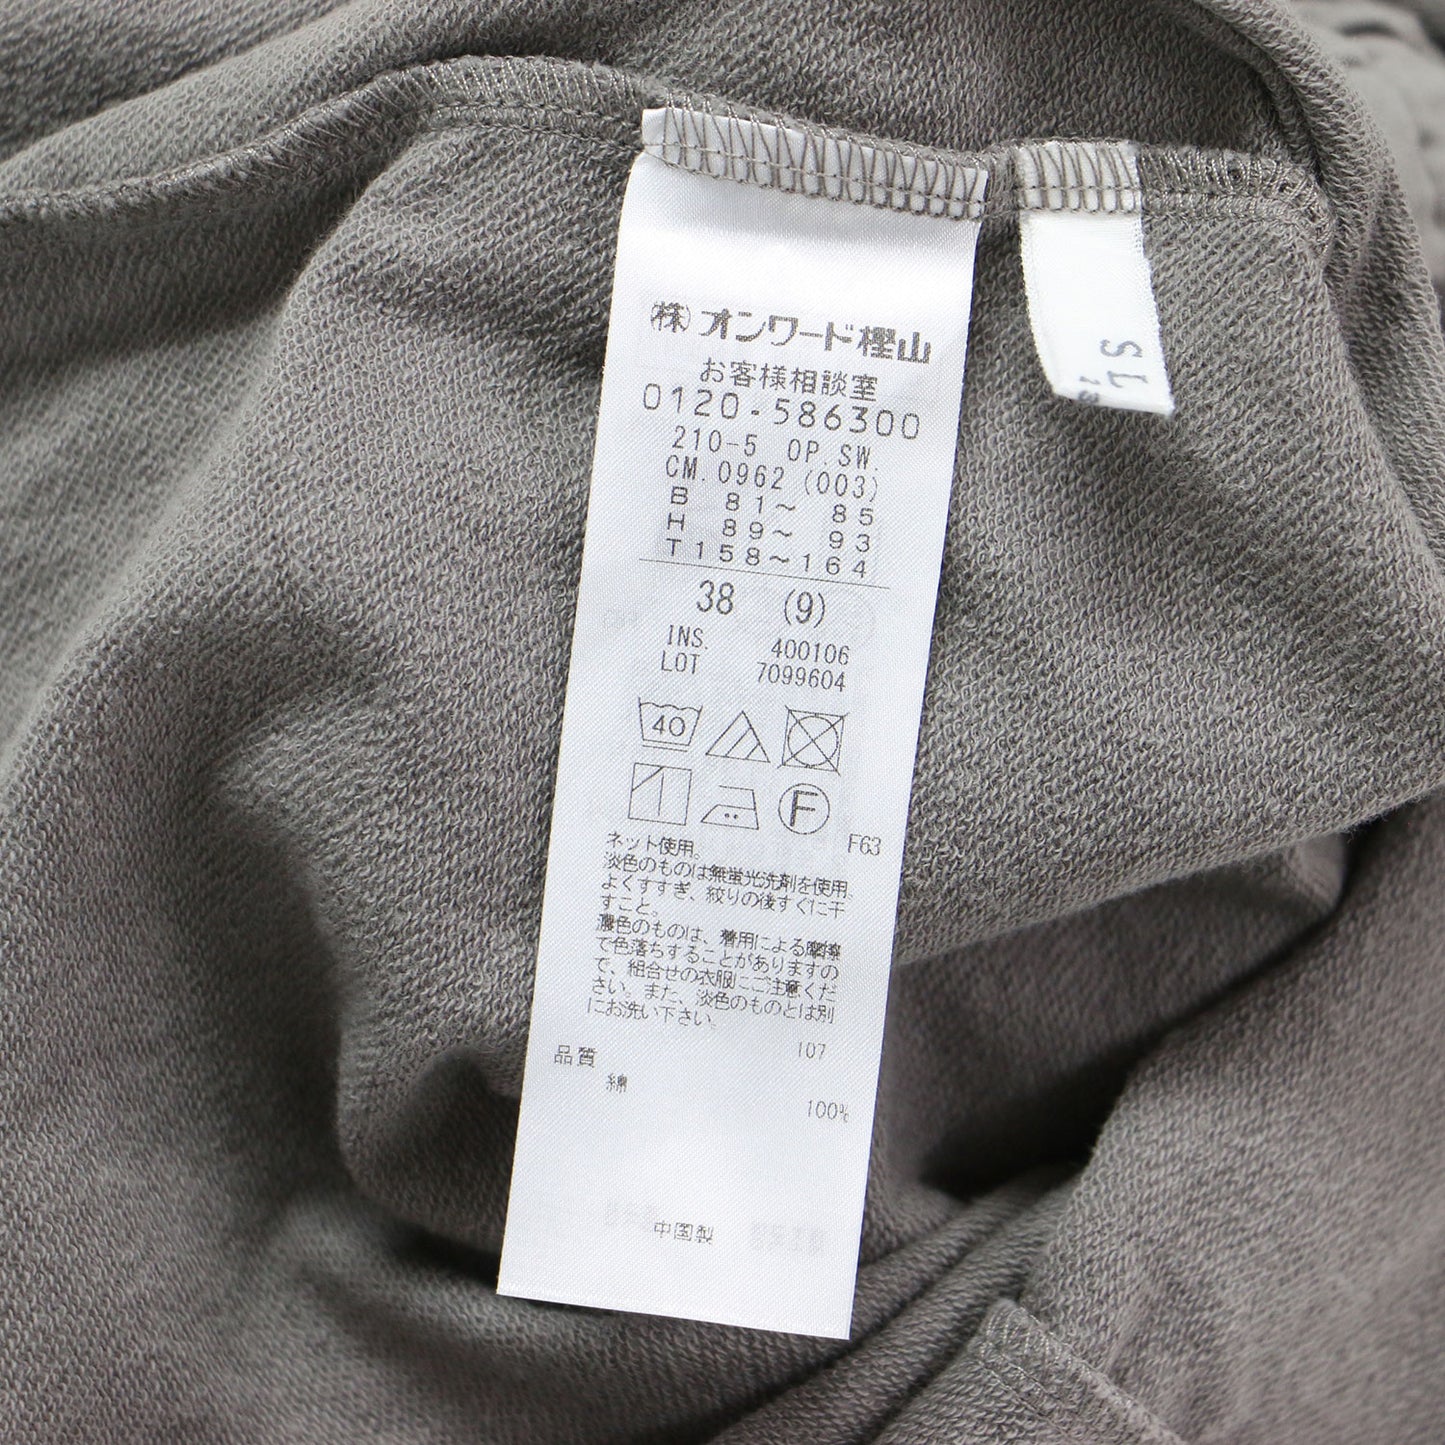 (株)オンワード樫山
お客様相談室
0120-586300
210-5 OP.SW.
CM.0962 (003)
B 81～ 85
H 89～ 93
T158～164
38 (9)
INS. 400106
LOT 7099604
40
F
F63
ネット使用。
淡色のものは無蛍光洗剤を使用。
よくすすぎ、絞りの後すぐに干
すこと。
濃色のものは、着用による摩擦
で色落ちすることがありますの
で、組合せの衣服にご注意くだ
さい。また、淡色のものとは別
にお洗い下さい。
107
品質
綿
100%
中国製
SL